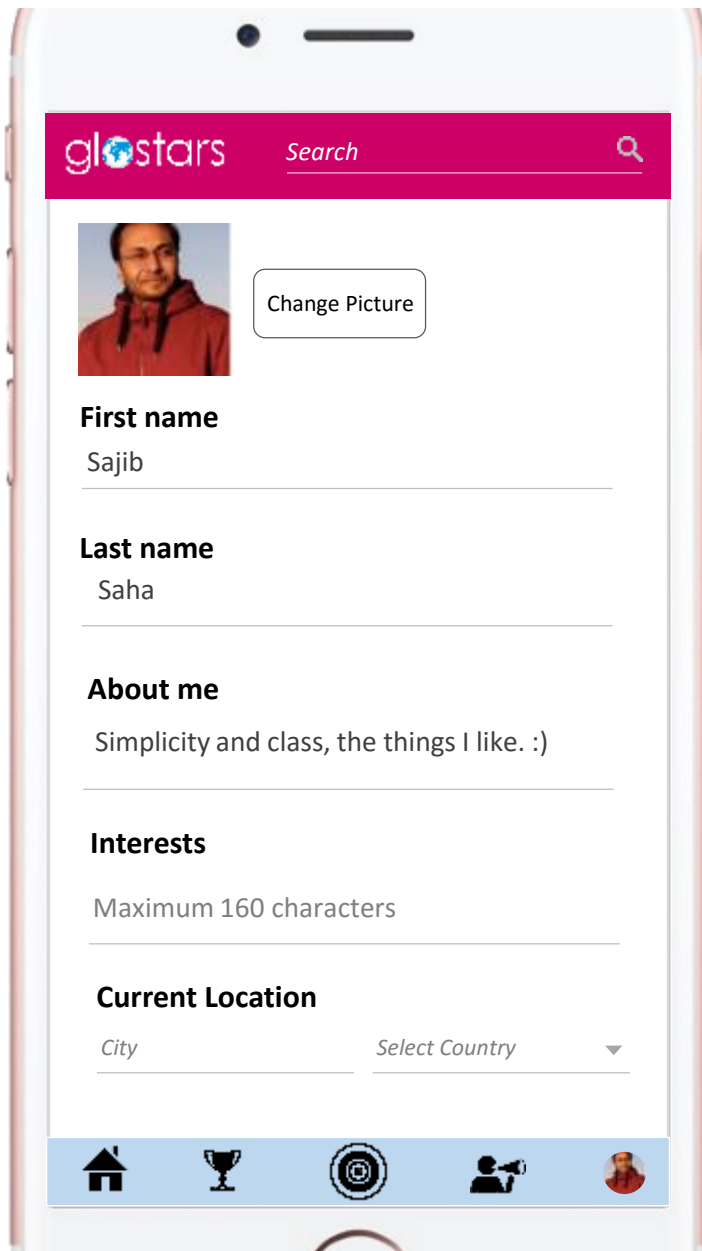 glostars
Search
Change Picture
First name
Sajib
Last name
Saha
About me
Simplicity and class, the things I like. :)
Interests
Maximum 160 characters
Current Location
City Select Country